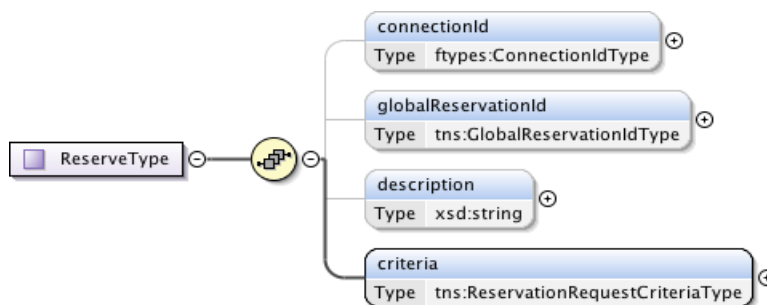 connectionId
Type ftypes:ConnectionIdType
globalReservationId
Type tns:GlobalReservationIdType
ReserveType
description
Type xsd:string
criteria
Type tns:ReservationRequestCriteriaType